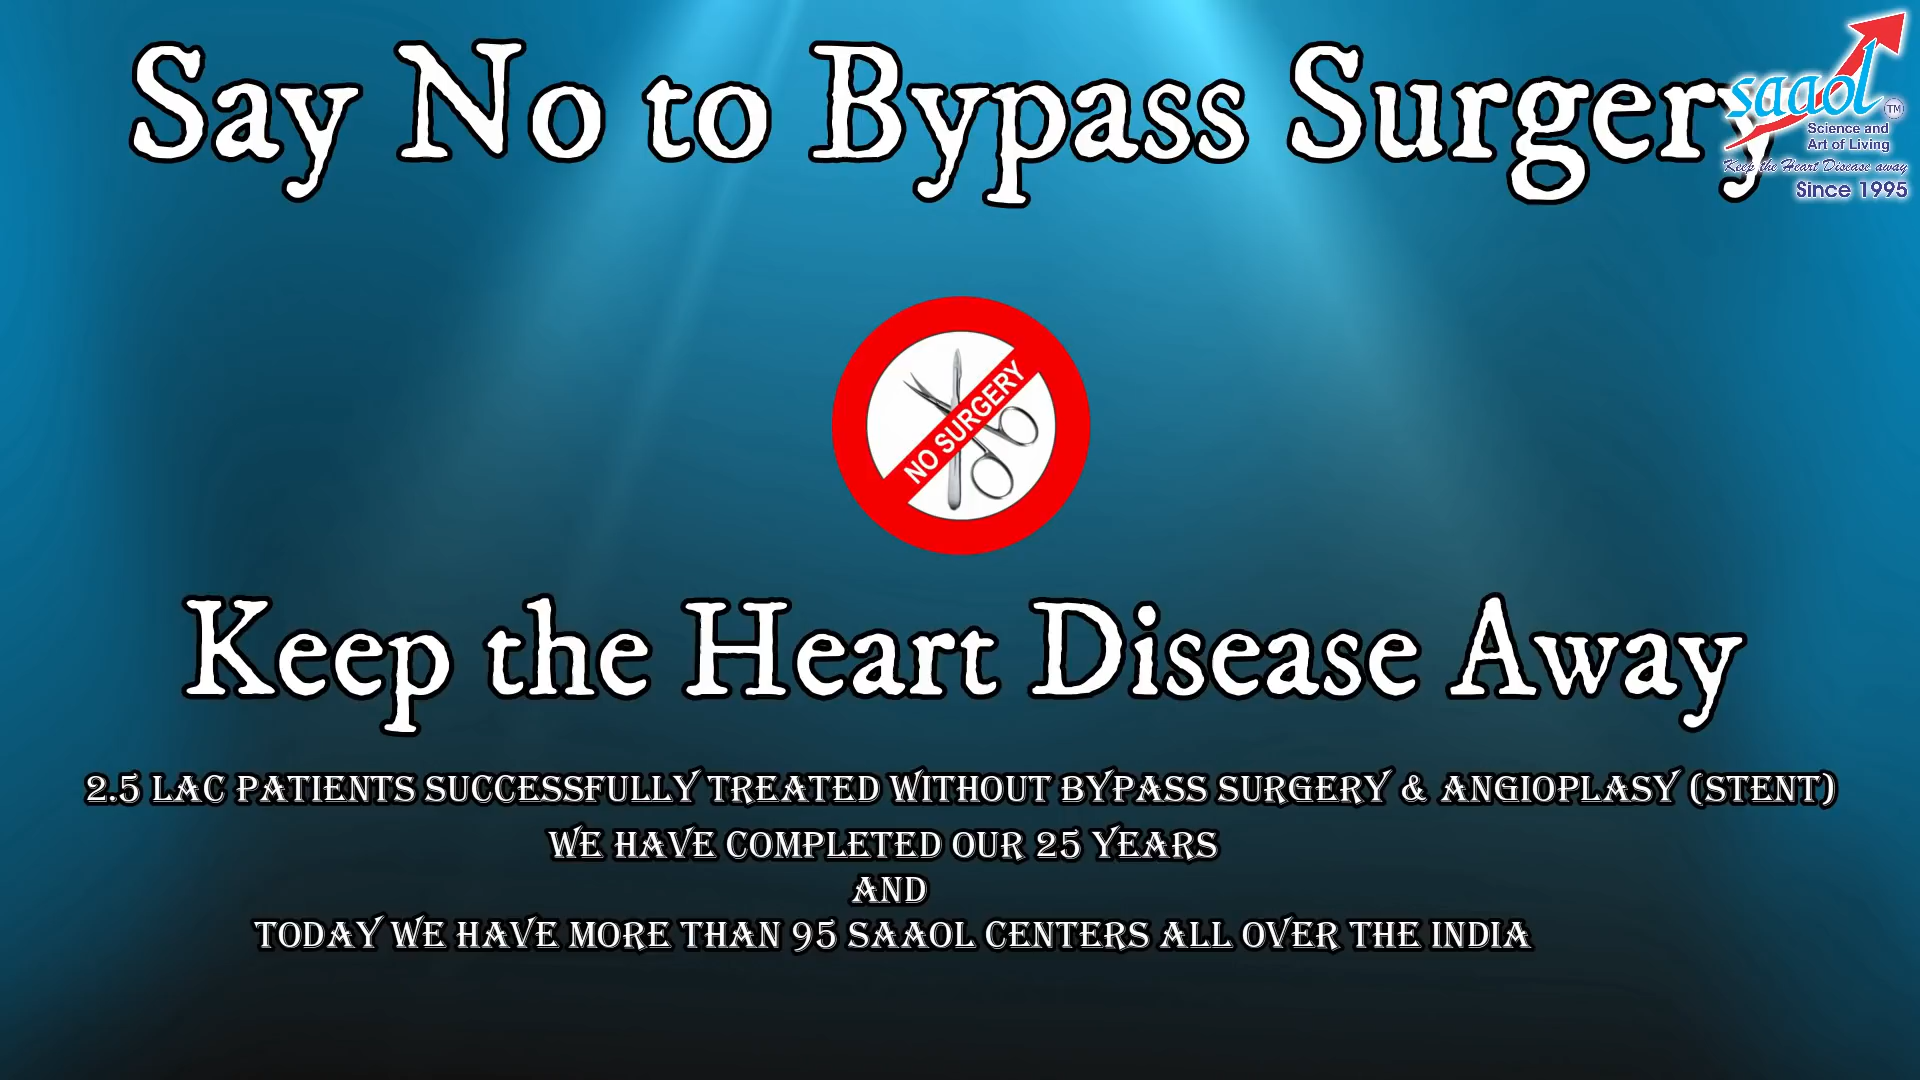 Say No to Bypass Surgery
saaol TM
Science and
Art of Living
Keep the Heart Disease away
Since 1995
NO SURGERY
Keep the Heart Disease Away
2.5 LAC PATIENTS SUCCESSFULLY TREATED WITHOUT BYPASS SURGERY & ANGIOPLASY (STENT)
WE HAVE COMPLETED OUR 25 YEARS
AND
TODAY WE HAVE MORE THAN 95 SAAOL CENTERS ALL OVER THE INDIA